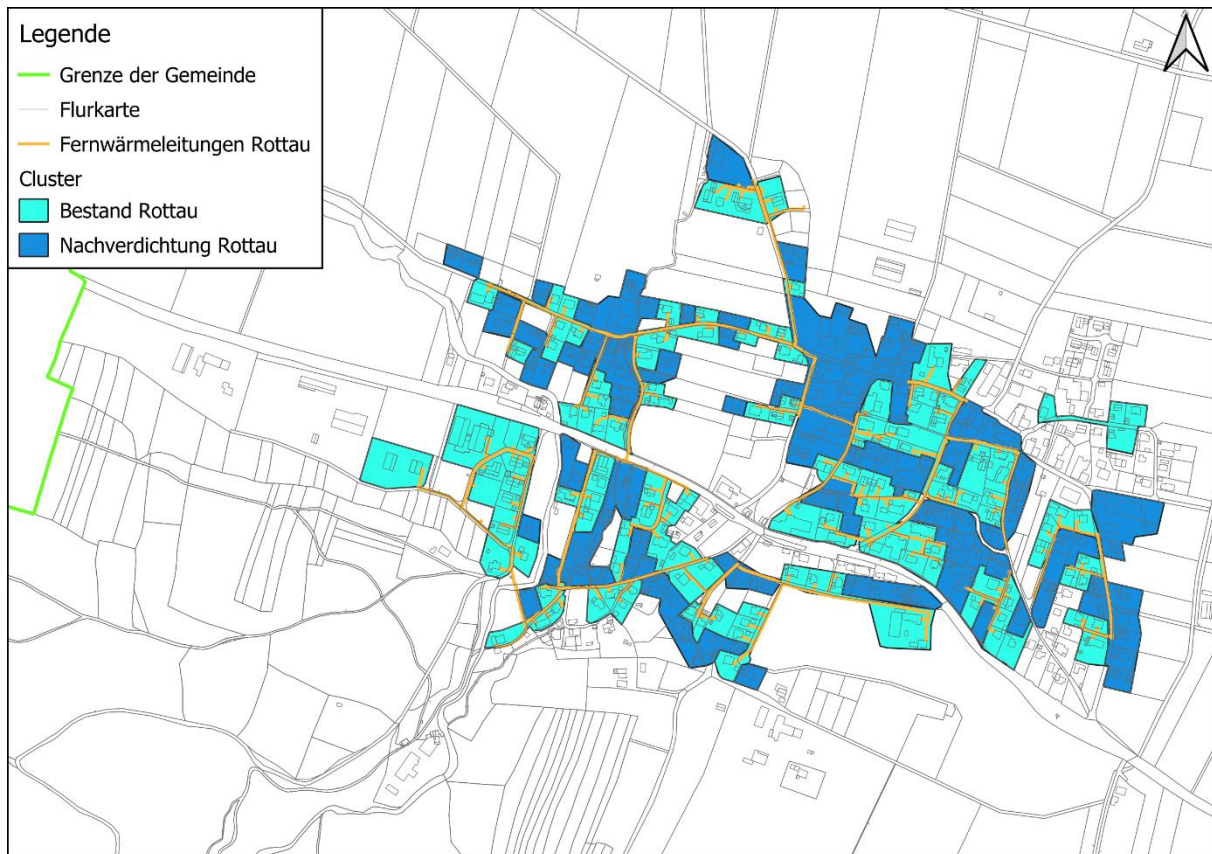 Legende
Grenze der Gemeinde
Flurkarte
Fernwärmeleitungen Rottau
Cluster
Bestand Rottau
Nachverdichtung Rottau